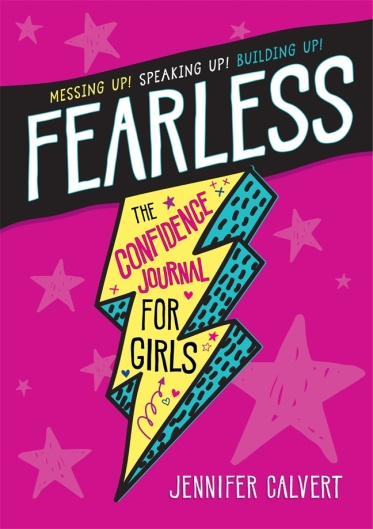 MESSING UP! SPEAKING UP! BUILDING UP!
FEARLESS
THE
CONFIDENCE
JOURNAL
FOR
GIRLS
JENNIFER CALVERT